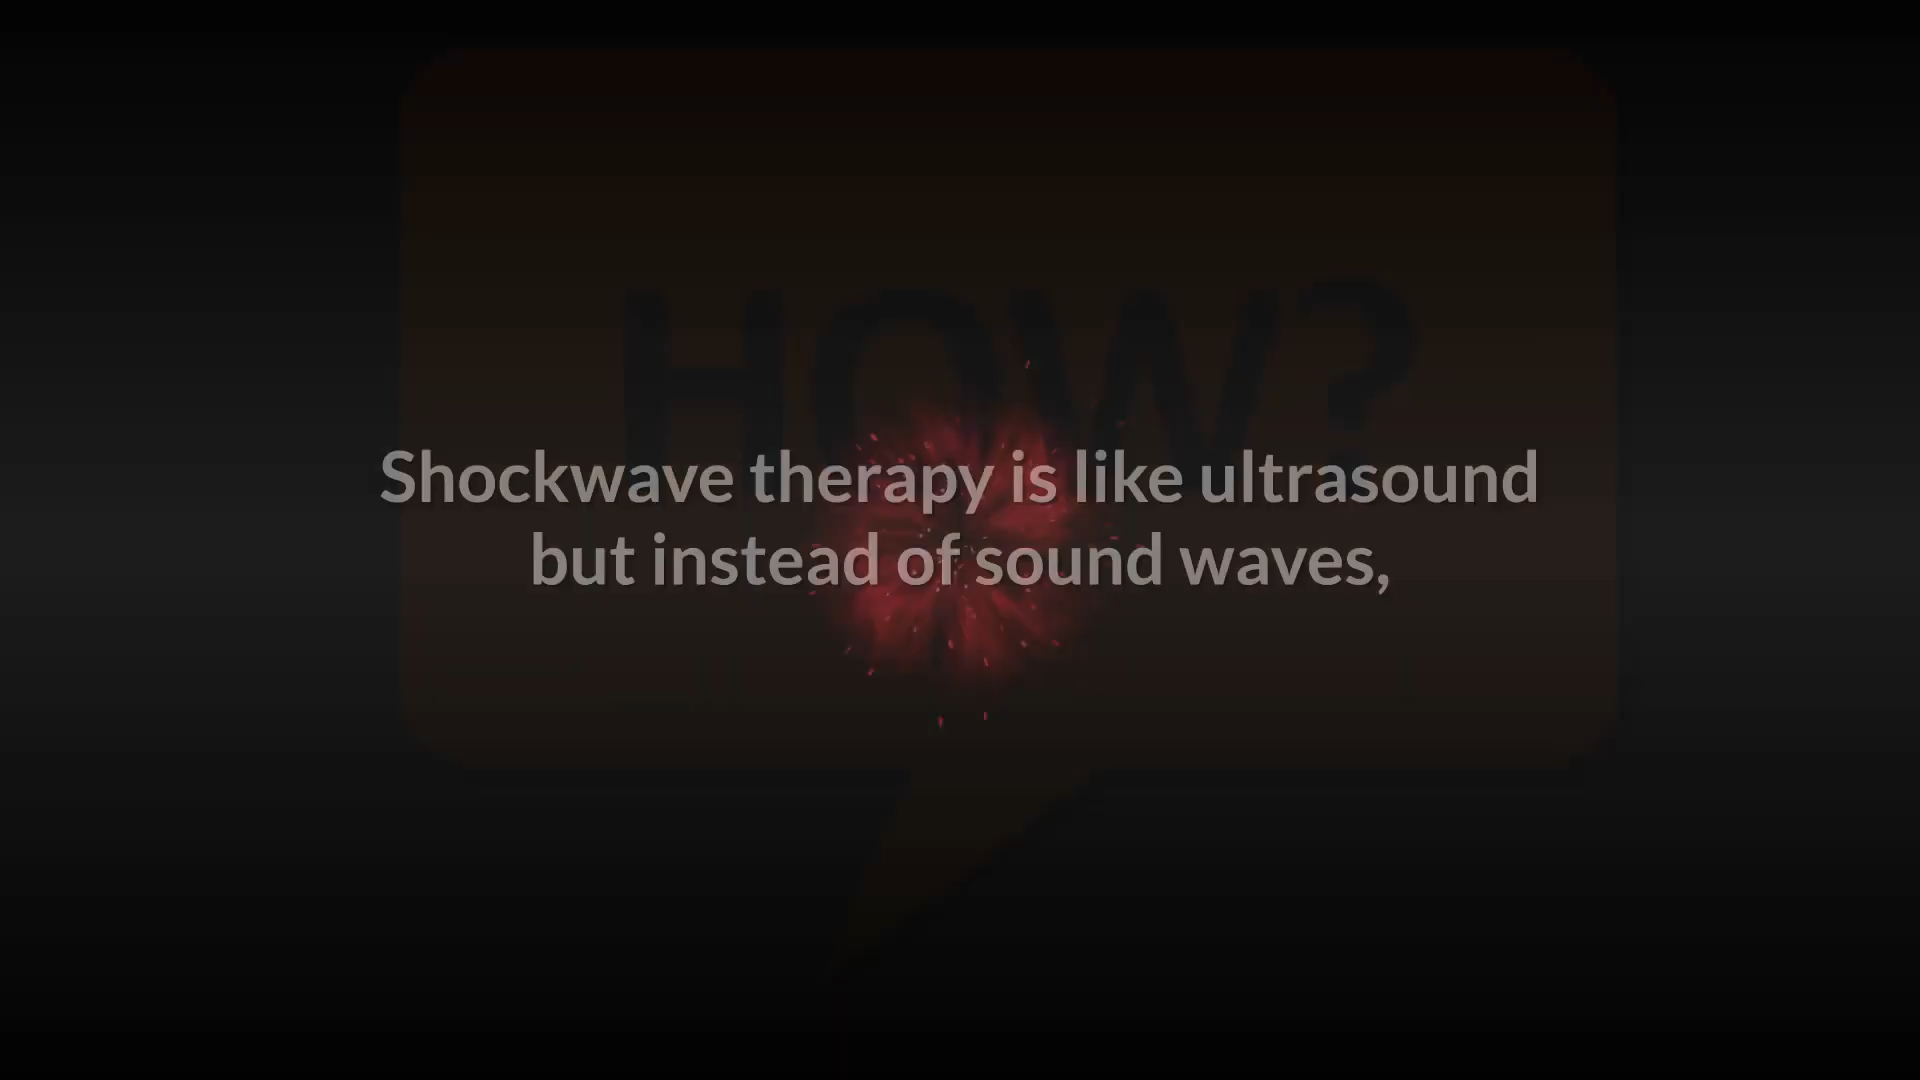 HOW?
Shockwave therapy is like ultrasound
but instead of sound waves,